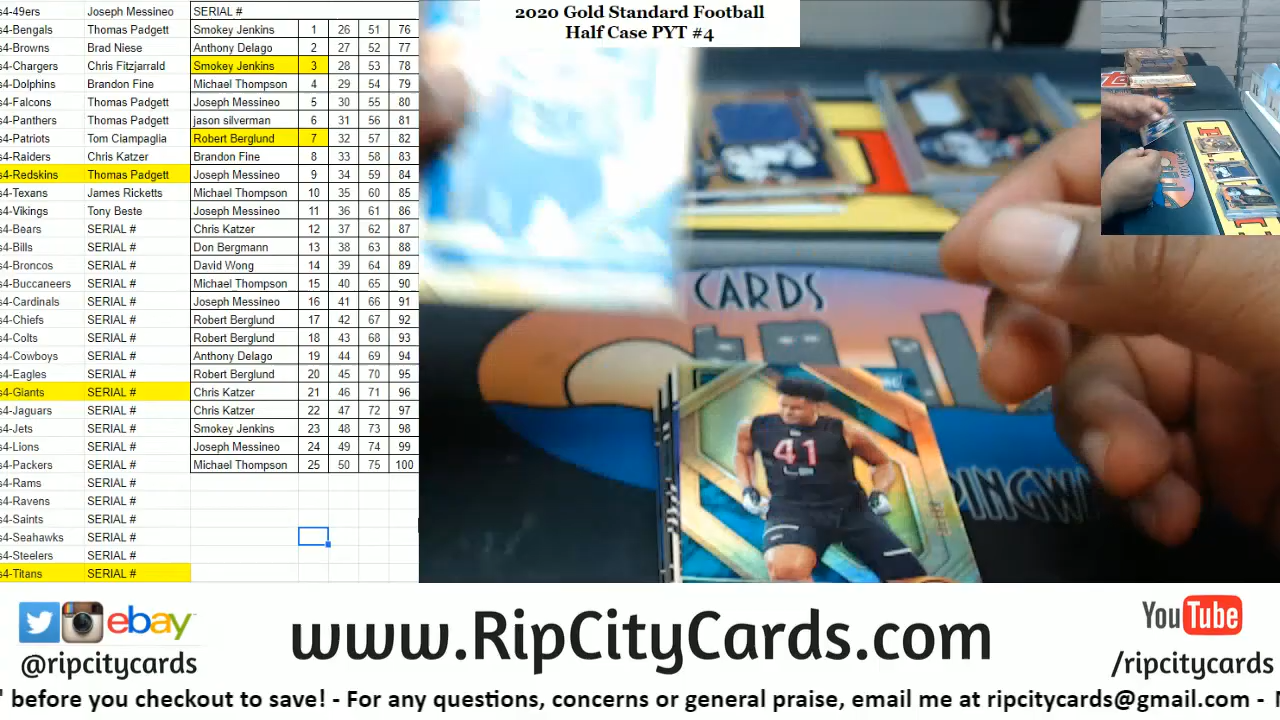 2020 Gold Standard Football
Half Case PYT #4
s4-49ers Joseph Messineo SERIAL #
s4-Bengals Thomas Padgett Smokey Jenkins 1 26 51 76
s4-Browns Brad Niese Anthony Delago 2 27 52 77
s4-Chargers Chris Fitzjarrald Smokey Jenkins 3 28 53 78
s4-Dolphins Brandon Fine Michael Thompson 4 29 54 79
s4-Falcons Thomas Padgett Joseph Messineo 5 30 55 80
s4-Panthers Thomas Padgett jason silverman 6 31 56 81
s4-Patriots Tom Ciampaglia Robert Berglund 7 32 57 82
s4-Raiders Chris Katzer Brandon Fine 8 33 58 83
s4-Redskins Thomas Padgett Joseph Messineo 9 34 59 84
s4-Texans James Ricketts Michael Thompson 10 35 60 85
s4-Vikings Tony Beste Joseph Messineo 11 36 61 86
s4-Bears SERIAL # Chris Katzer 12 37 62 87
s4-Bills SERIAL # Don Bergmann 13 38 63 88
s4-Broncos SERIAL # David Wong 14 39 64 89
s4-Buccaneers SERIAL # Michael Thompson 15 40 65 90
s4-Cardinals SERIAL # Joseph Messineo 16 41 66 91
s4-Chiefs SERIAL # Robert Berglund 17 42 67 92
s4-Colts SERIAL # Robert Berglund 18 43 68 93
s4-Cowboys SERIAL # Anthony Delago 19 44 69 94
s4-Eagles SERIAL # Robert Berglund 20 45 70 95
s4-Giants SERIAL # Chris Katzer 21 46 71 96
s4-Jaguars SERIAL # Chris Katzer 22 47 72 97
s4-Jets SERIAL # Smokey Jenkins 23 48 73 98
s4-Lions SERIAL # Joseph Messineo 24 49 74 99
s4-Packers SERIAL # Michael Thompson 25 50 75 100
s4-Rams SERIAL #
s4-Ravens SERIAL #
s4-Saints SERIAL #
s4-Seahawks SERIAL #
s4-Steelers SERIAL #
s4-Titans SERIAL #
CARDS
41
PINGW
ebay
@ripcitycards
www.RipCityCards.com
YouTube
/ripcitycards
" before you checkout to save! - For any questions, concerns or general praise, email me at ripcitycards@gmail.com -